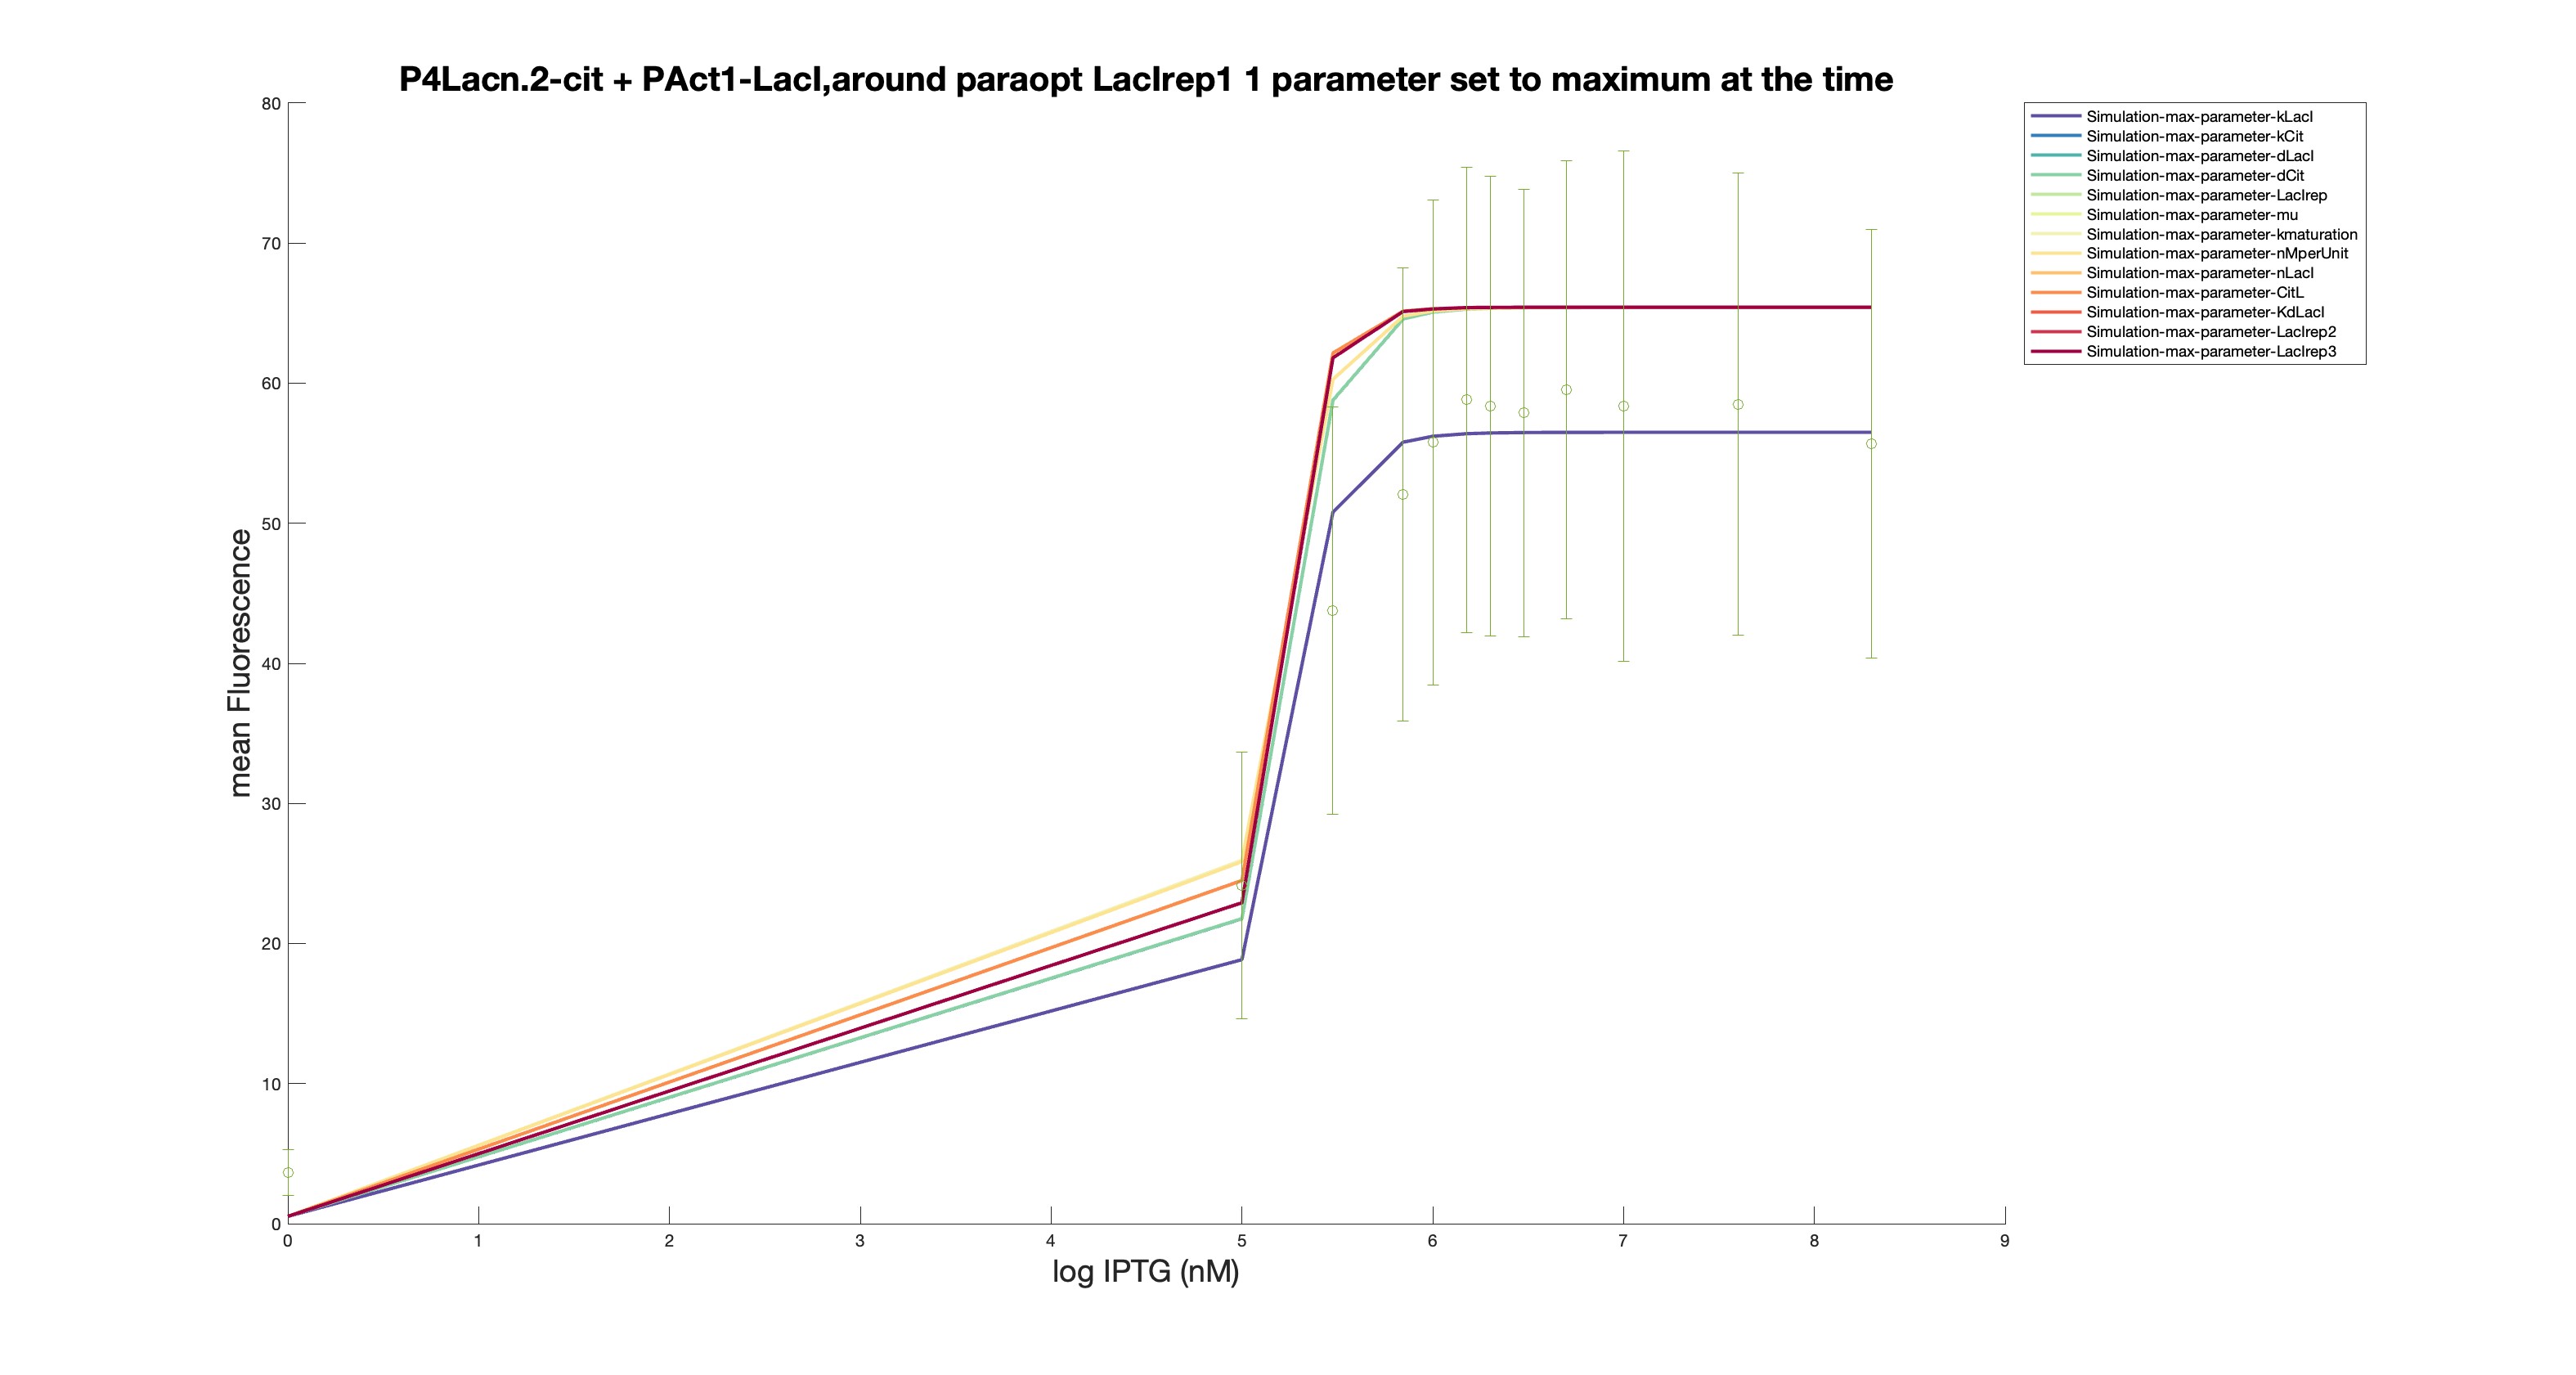 P4Lacn.2-cit + PAct1-LacI,around paraopt LacIrep1 1 parameter set to maximum at the time
Simulation-max-parameter-kLacI
Simulation-max-parameter-kCit
Simulation-max-parameter-dLacI
Simulation-max-parameter-dCit
Simulation-max-parameter-LacIrep
Simulation-max-parameter-mu
Simulation-max-parameter-kmaturation
Simulation-max-parameter-nMperUnit
Simulation-max-parameter-nLacI
Simulation-max-parameter-CitL
Simulation-max-parameter-KdLacI
Simulation-max-parameter-LacIrep2
Simulation-max-parameter-LacIrep3
mean Fluorescence
80
70
60
50
40
30
20
10
0
0 1 2 3 4 5 6 7 8 9
log IPTG (nM)